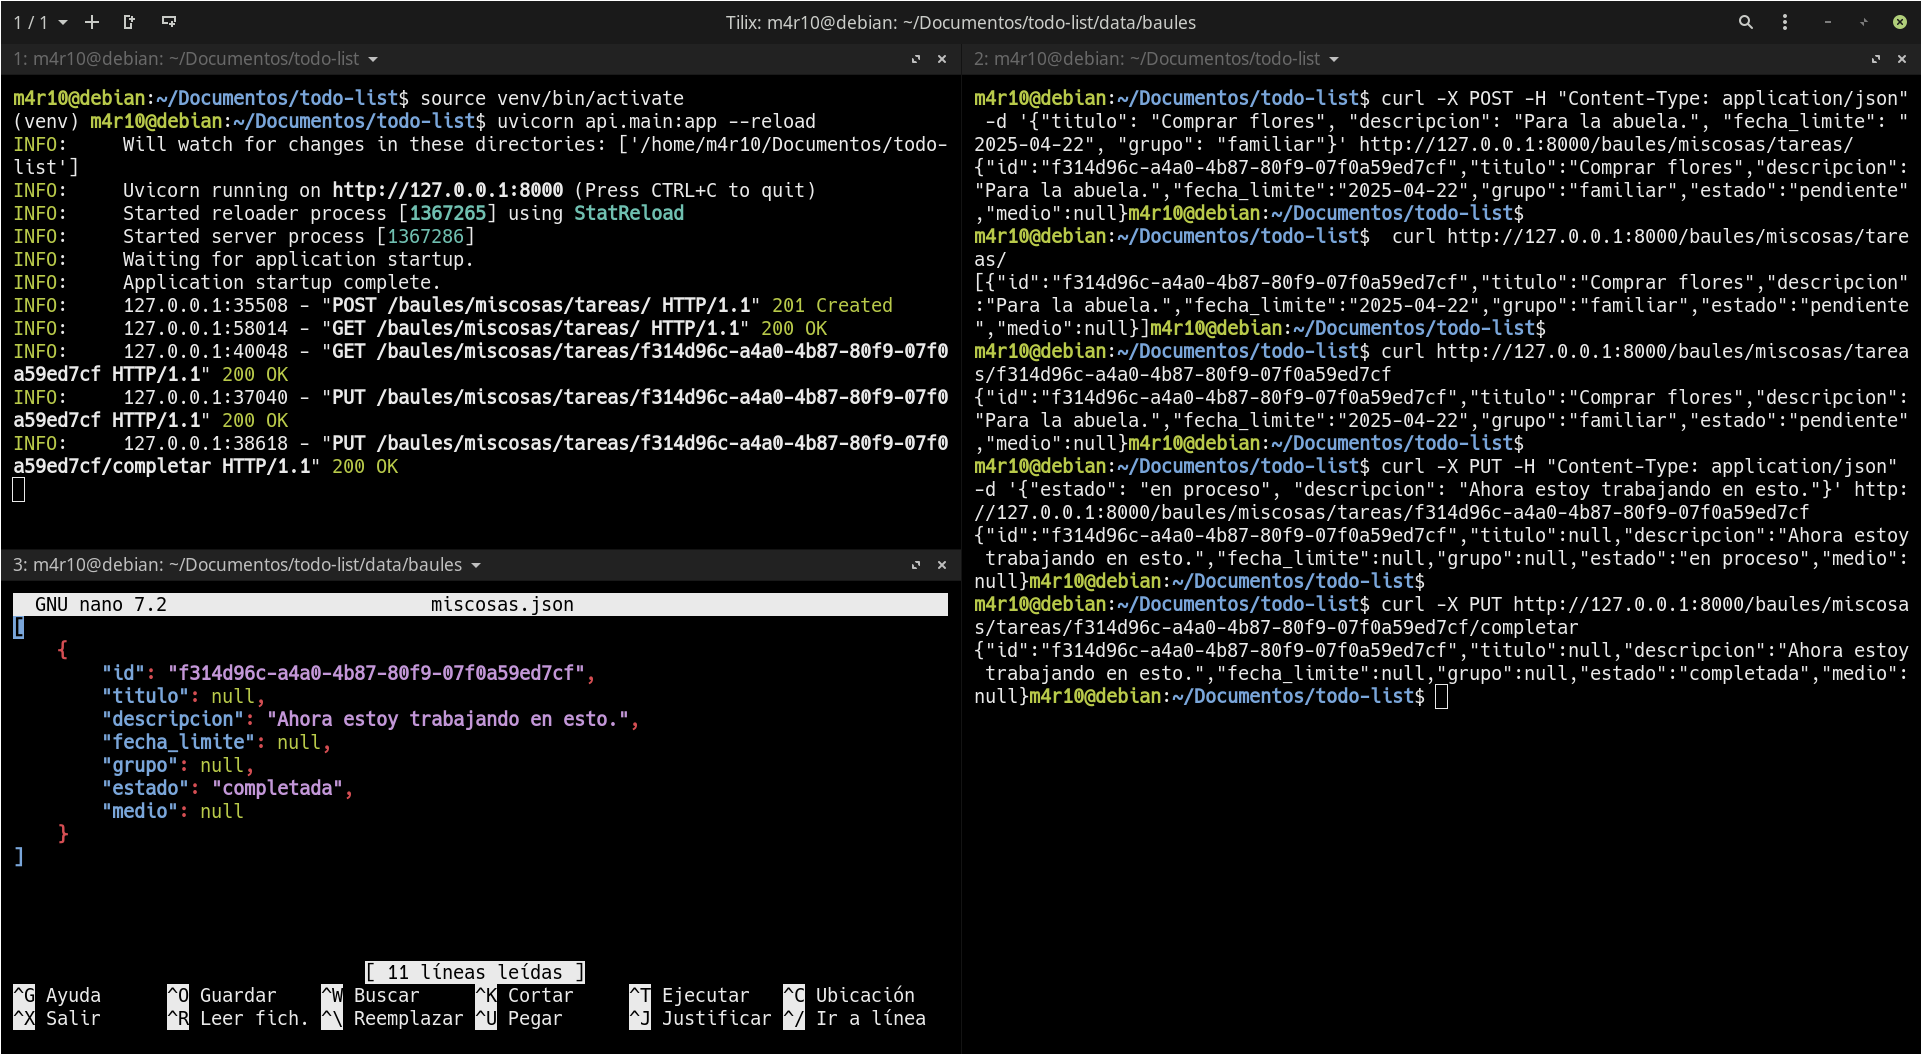 1 / 1
Tilix: m4r10@debian: ~/Documentos/todo-list/data/baules
1: m4r10@debian: ~/Documentos/todo-list
m4r10@debian:~/Documentos/todo-list$ source venv/bin/activate
(venv) m4r10@debian:~/Documentos/todo-list$ uvicorn api.main:app --reload
INFO:     Will watch for changes in these directories: ['/home/m4r10/Documentos/todo-
list']
INFO:     Uvicorn running on http://127.0.0.1:8000 (Press CTRL+C to quit)
INFO:     Started reloader process [1367265] using StatReload
INFO:     Started server process [1367286]
INFO:     Waiting for application startup.
INFO:     Application startup complete.
INFO:     127.0.0.1:35508 - "POST /baules/miscosas/tareas/ HTTP/1.1" 201 Created
INFO:     127.0.0.1:58014 - "GET /baules/miscosas/tareas/ HTTP/1.1" 200 OK
INFO:     127.0.0.1:40048 - "GET /baules/miscosas/tareas/f314d96c-a4a0-4b87-80f9-07f0
a59ed7cf HTTP/1.1" 200 OK
INFO:     127.0.0.1:37040 - "PUT /baules/miscosas/tareas/f314d96c-a4a0-4b87-80f9-07f0
a59ed7cf HTTP/1.1" 200 OK
INFO:     127.0.0.1:38618 - "PUT /baules/miscosas/tareas/f314d96c-a4a0-4b87-80f9-07f0
a59ed7cf/completar HTTP/1.1" 200 OK
3: m4r10@debian: ~/Documentos/todo-list/data/baules
GNU nano 7.2 miscosas.json
[
    {
        "id": "f314d96c-a4a0-4b87-80f9-07f0a59ed7cf",
        "titulo": null,
        "descripcion": "Ahora estoy trabajando en esto.",
        "fecha_limite": null,
        "grupo": null,
        "estado": "completada",
        "medio": null
    }
]
[ 11 líneas leídas ]
^G Ayuda ^O Guardar ^W Buscar ^K Cortar ^T Ejecutar ^C Ubicación
^X Salir ^R Leer fich. ^\ Reemplazar ^U Pegar ^J Justificar ^/ Ir a línea
2: m4r10@debian: ~/Documentos/todo-list
m4r10@debian:~/Documentos/todo-list$ curl -X POST -H "Content-Type: application/json"
 -d '{"titulo": "Comprar flores", "descripcion": "Para la abuela.", "fecha_limite": "
2025-04-22", "grupo": "familiar"}' http://127.0.0.1:8000/baules/miscosas/tareas/
{"id":"f314d96c-a4a0-4b87-80f9-07f0a59ed7cf","titulo":"Comprar flores","descripcion":
"Para la abuela.","fecha_limite":"2025-04-22","grupo":"familiar","estado":"pendiente"
,"medio":null}m4r10@debian:~/Documentos/todo-list$
m4r10@debian:~/Documentos/todo-list$  curl http://127.0.0.1:8000/baules/miscosas/tare
as/
[{"id":"f314d96c-a4a0-4b87-80f9-07f0a59ed7cf","titulo":"Comprar flores","descripcion"
:"Para la abuela.","fecha_limite":"2025-04-22","grupo":"familiar","estado":"pendiente
","medio":null}]m4r10@debian:~/Documentos/todo-list$
m4r10@debian:~/Documentos/todo-list$ curl http://127.0.0.1:8000/baules/miscosas/tarea
s/f314d96c-a4a0-4b87-80f9-07f0a59ed7cf
{"id":"f314d96c-a4a0-4b87-80f9-07f0a59ed7cf","titulo":"Comprar flores","descripcion":
"Para la abuela.","fecha_limite":"2025-04-22","grupo":"familiar","estado":"pendiente"
,"medio":null}m4r10@debian:~/Documentos/todo-list$
m4r10@debian:~/Documentos/todo-list$ curl -X PUT -H "Content-Type: application/json"
-d '{"estado": "en proceso", "descripcion": "Ahora estoy trabajando en esto."}' http:
//127.0.0.1:8000/baules/miscosas/tareas/f314d96c-a4a0-4b87-80f9-07f0a59ed7cf
{"id":"f314d96c-a4a0-4b87-80f9-07f0a59ed7cf","titulo":null,"descripcion":"Ahora estoy
 trabajando en esto.","fecha_limite":null,"grupo":null,"estado":"en proceso","medio":
null}m4r10@debian:~/Documentos/todo-list$
m4r10@debian:~/Documentos/todo-list$ curl -X PUT http://127.0.0.1:8000/baules/miscosa
s/tareas/f314d96c-a4a0-4b87-80f9-07f0a59ed7cf/completar
{"id":"f314d96c-a4a0-4b87-80f9-07f0a59ed7cf","titulo":null,"descripcion":"Ahora estoy
 trabajando en esto.","fecha_limite":null,"grupo":null,"estado":"completada","medio":
null}m4r10@debian:~/Documentos/todo-list$